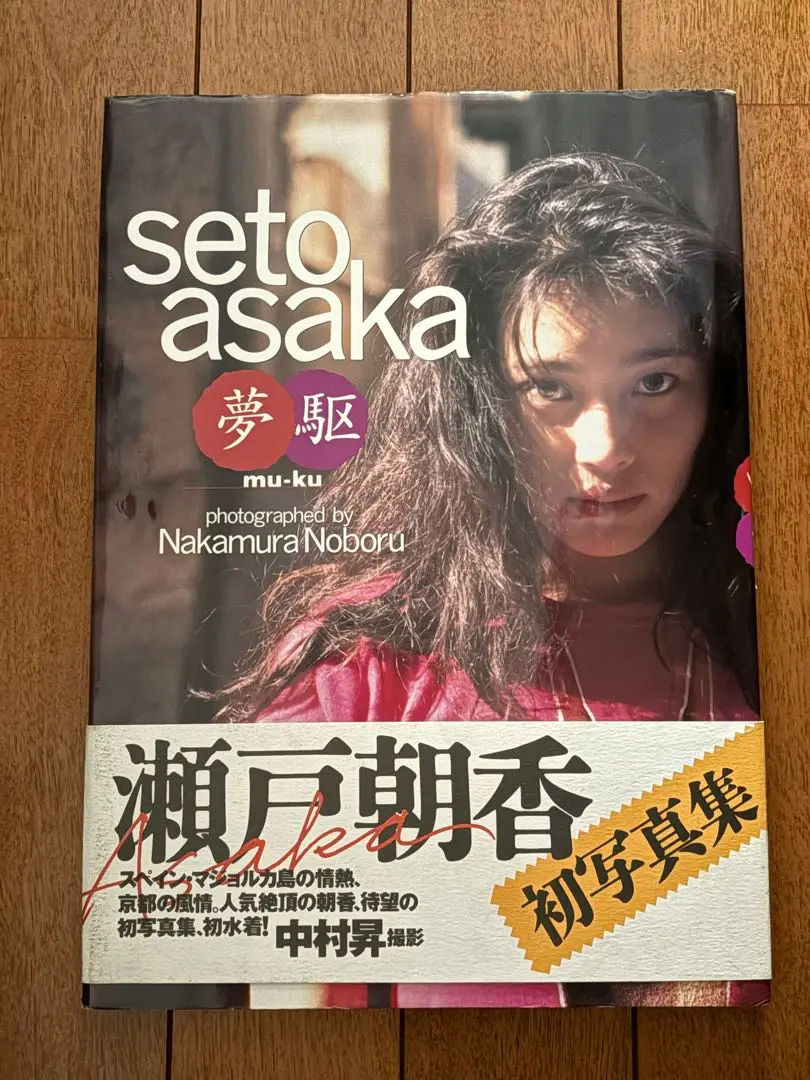 seto
asaka
夢駆
mu-ku
photographed by
Nakamura Noboru
瀬戸朝香
Asaka
初写真集
スペイン・マジョルカ島の情熱、
京都の風情。人気絶頂の朝香、待望の
初写真集、初水着!
中村昇撮影